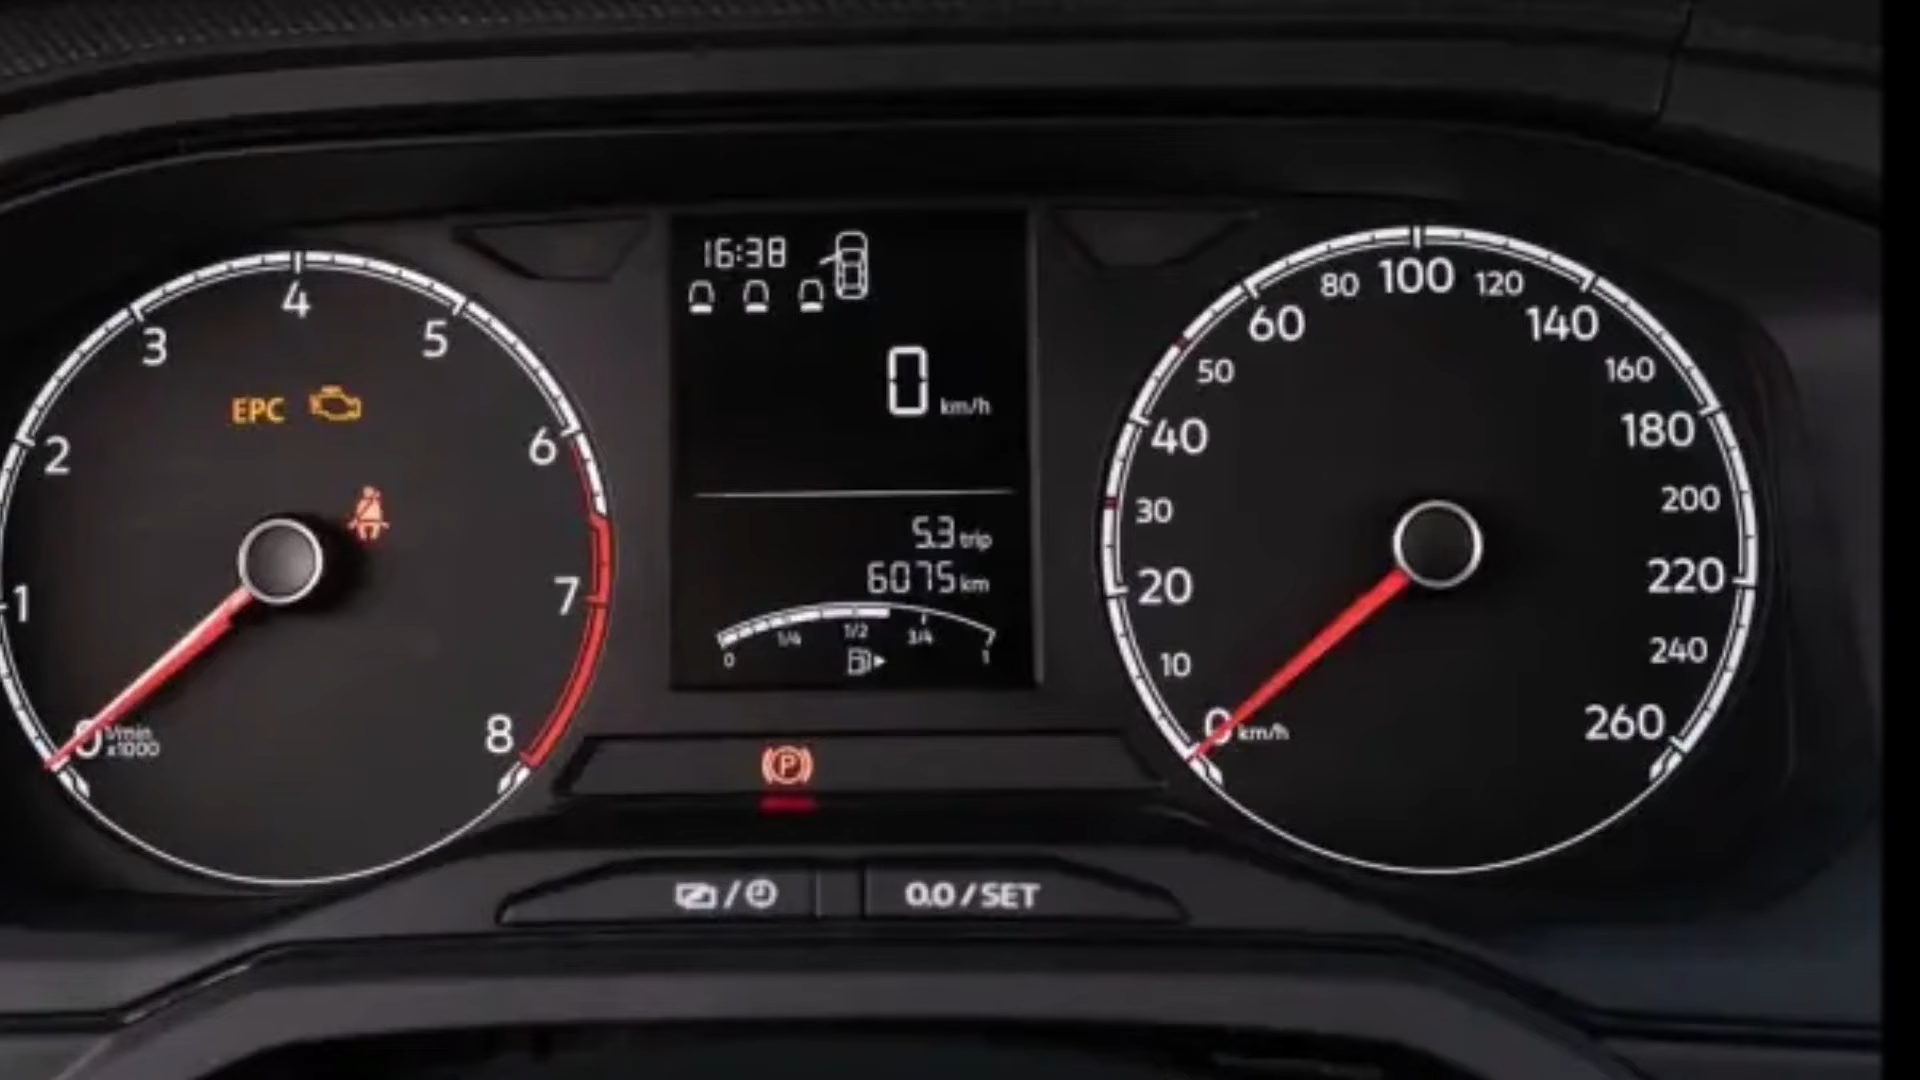 4
3
5
2
6
1
7
0
8
1/min
x1000
EPC
16:38
0 km/h
5.3 trip
6075 km
0 1/4 1/2 3/4 1
P
100
80 120
60 140
50 160
40 180
30 200
20 220
10 240
0 km/h 260
/
0.0 / SET